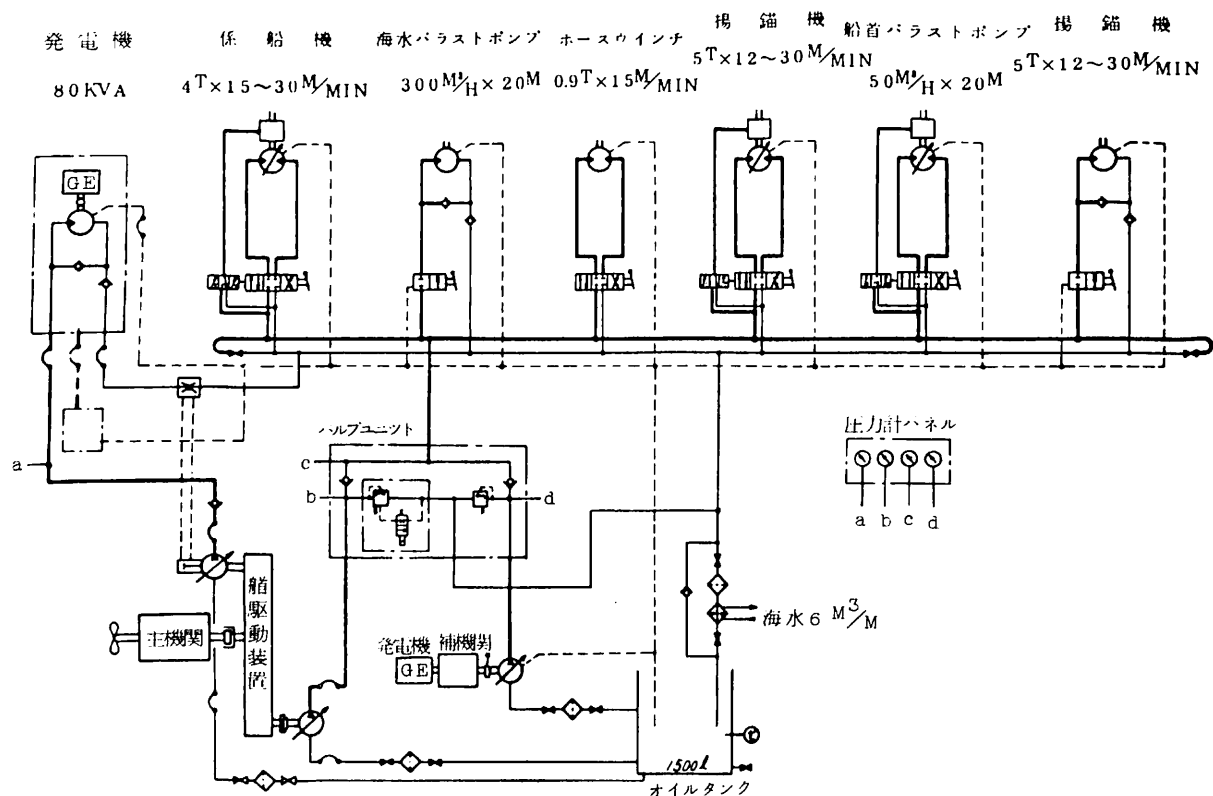 発電機
80KVA
係船機
4T×15~30M/MIN
海水バラストポンプ
300M³/H×20M
ホースウインチ
0.9T×15M/MIN
揚錨機
5T×12~30M/MIN
船首バラストポンプ
50M³/H×20M
揚錨機
5T×12~30M/MIN
GE
a
バルブユニット
c
b
d
圧力計パネル
a b c d
主機関
艏駆動装置
発電機
補機関
GE
海水6 M³/M
1500ℓ
オイルタンク